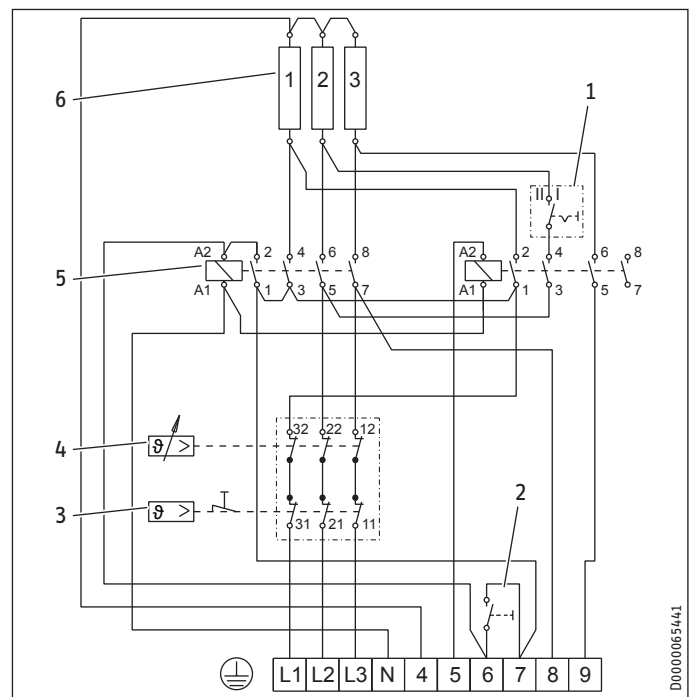 1 2 3
6
1
II I
A2 2 4 6 8 A2 2 4 6 8
5
A1 1 3 5 7 A1 1 3 5 7
32 22 12
4 ϑ >
3 ϑ >
31 21 11
2
L1 L2 L3 N 4 5 6 7 8 9
D0000065441